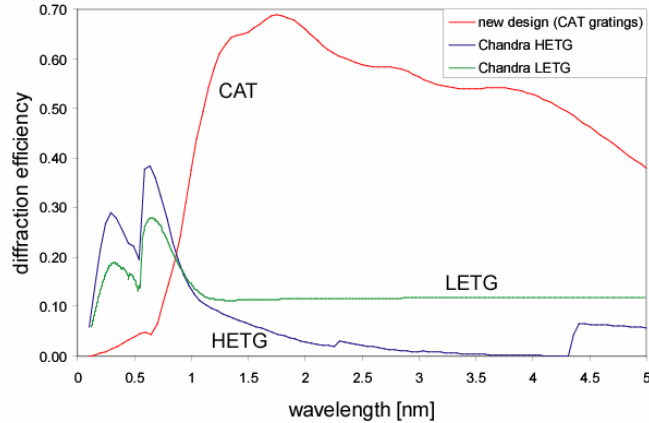 0.70
0.60
0.50
0.40
0.30
0.20
0.10
0.00
diffraction efficiency
new design (CAT gratings)
Chandra HETG
Chandra LETG
CAT
LETG
HETG
0 0.5 1 1.5 2 2.5 3 3.5 4 4.5 5
wavelength [nm]